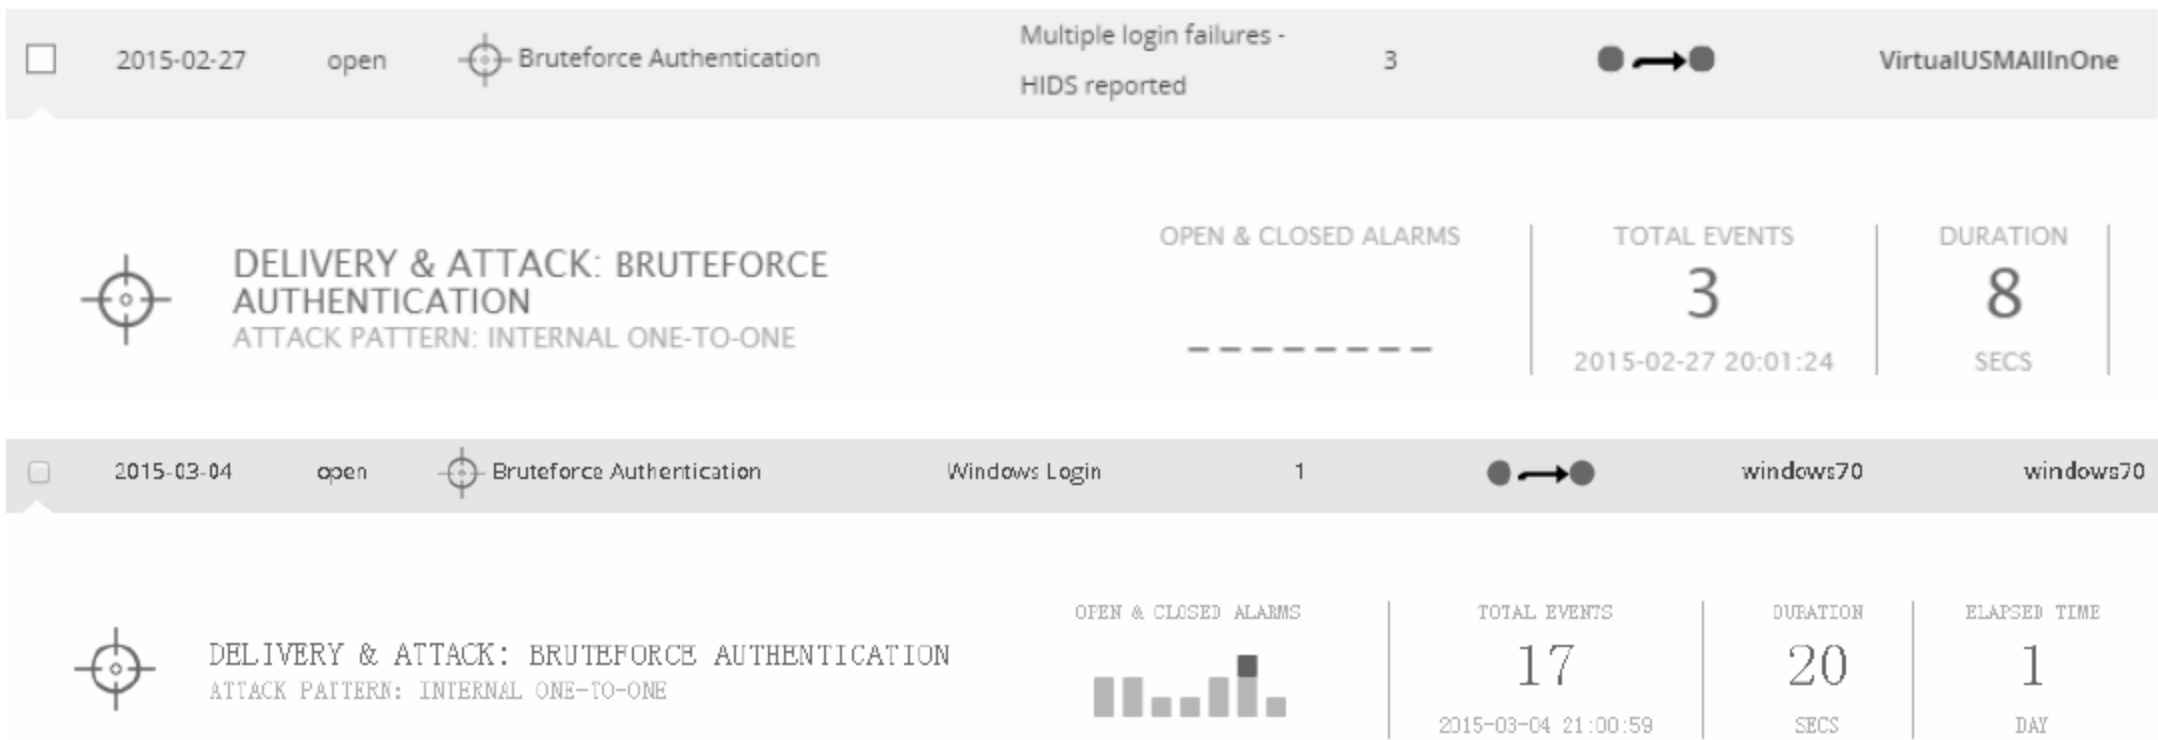 2015-02-27 open Bruteforce Authentication Multiple login failures - HIDS reported 3 VirtualUSMAllInOne
DELIVERY & ATTACK: BRUTEFORCE
AUTHENTICATION
ATTACK PATTERN: INTERNAL ONE-TO-ONE
OPEN & CLOSED ALARMS
TOTAL EVENTS
3
2015-02-27 20:01:24
DURATION
8
SECS
2015-03-04 open Bruteforce Authentication Windows Login 1 windows70 windows70
DELIVERY & ATTACK: BRUTEFORCE AUTHENTICATION
ATTACK PATTERN: INTERNAL ONE-TO-ONE
OPEN & CLOSED ALARMS
TOTAL EVENTS
17
2015-03-04 21:00:59
DURATION
20
SECS
ELAPSED TIME
1
DAY